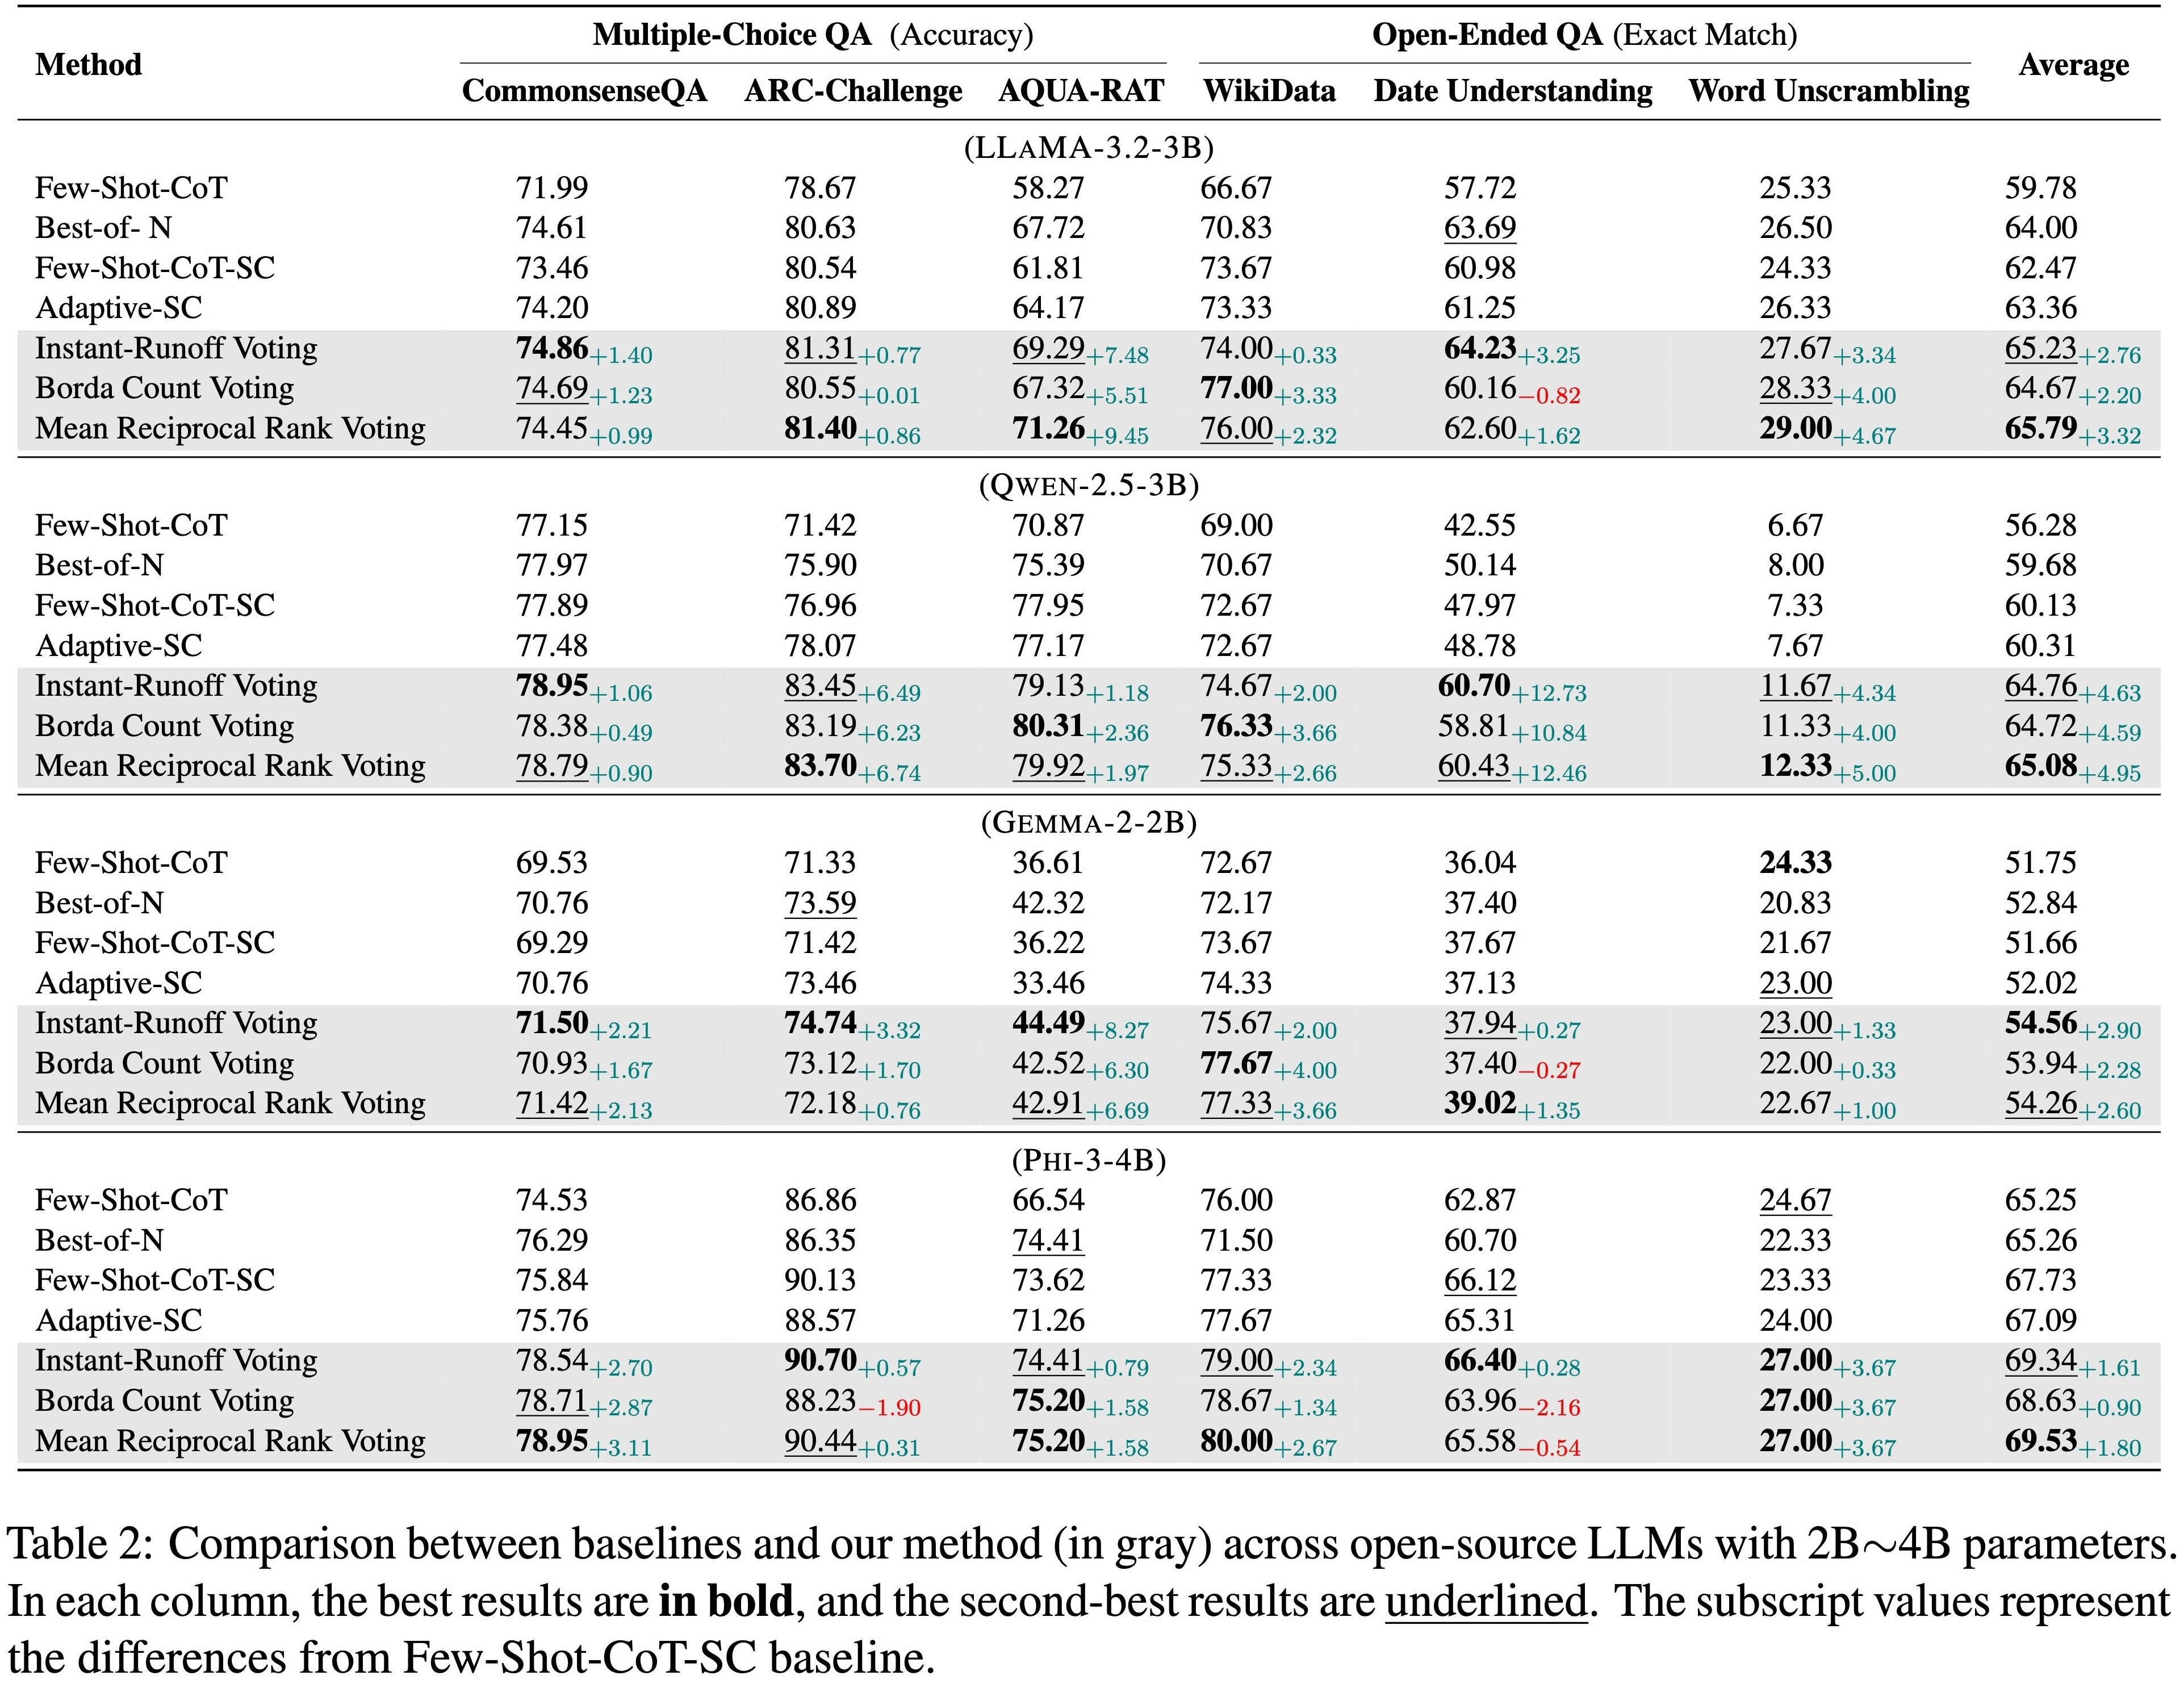 Method Multiple-Choice QA (Accuracy) Open-Ended QA (Exact Match) Average
CommonsenseQA ARC-Challenge AQUA-RAT WikiData Date Understanding Word Unscrambling
(LLAMA-3.2-3B)
Few-Shot-CoT 71.99 78.67 58.27 66.67 57.72 25.33 59.78
Best-of- N 74.61 80.63 67.72 70.83 63.69 26.50 64.00
Few-Shot-CoT-SC 73.46 80.54 61.81 73.67 60.98 24.33 62.47
Adaptive-SC 74.20 80.89 64.17 73.33 61.25 26.33 63.36
Instant-Runoff Voting 74.86+1.40 81.31+0.77 69.29+7.48 74.00+0.33 64.23+3.25 27.67+3.34 65.23+2.76
Borda Count Voting 74.69+1.23 80.55+0.01 67.32+5.51 77.00+3.33 60.16−0.82 28.33+4.00 64.67+2.20
Mean Reciprocal Rank Voting 74.45+0.99 81.40+0.86 71.26+9.45 76.00+2.32 62.60+1.62 29.00+4.67 65.79+3.32
(QWEN-2.5-3B)
Few-Shot-CoT 77.15 71.42 70.87 69.00 42.55 6.67 56.28
Best-of-N 77.97 75.90 75.39 70.67 50.14 8.00 59.68
Few-Shot-CoT-SC 77.89 76.96 77.95 72.67 47.97 7.33 60.13
Adaptive-SC 77.48 78.07 77.17 72.67 48.78 7.67 60.31
Instant-Runoff Voting 78.95+1.06 83.45+6.49 79.13+1.18 74.67+2.00 60.70+12.73 11.67+4.34 64.76+4.63
Borda Count Voting 78.38+0.49 83.19+6.23 80.31+2.36 76.33+3.66 58.81+10.84 11.33+4.00 64.72+4.59
Mean Reciprocal Rank Voting 78.79+0.90 83.70+6.74 79.92+1.97 75.33+2.66 60.43+12.46 12.33+5.00 65.08+4.95
(GEMMA-2-2B)
Few-Shot-CoT 69.53 71.33 36.61 72.67 36.04 24.33 51.75
Best-of-N 70.76 73.59 42.32 72.17 37.40 20.83 52.84
Few-Shot-CoT-SC 69.29 71.42 36.22 73.67 37.67 21.67 51.66
Adaptive-SC 70.76 73.46 33.46 74.33 37.13 23.00 52.02
Instant-Runoff Voting 71.50+2.21 74.74+3.32 44.49+8.27 75.67+2.00 37.94+0.27 23.00+1.33 54.56+2.90
Borda Count Voting 70.93+1.67 73.12+1.70 42.52+6.30 77.67+4.00 37.40−0.27 22.00+0.33 53.94+2.28
Mean Reciprocal Rank Voting 71.42+2.13 72.18+0.76 42.91+6.69 77.33+3.66 39.02+1.35 22.67+1.00 54.26+2.60
(PHI-3-4B)
Few-Shot-CoT 74.53 86.86 66.54 76.00 62.87 24.67 65.25
Best-of-N 76.29 86.35 74.41 71.50 60.70 22.33 65.26
Few-Shot-CoT-SC 75.84 90.13 73.62 77.33 66.12 23.33 67.73
Adaptive-SC 75.76 88.57 71.26 77.67 65.31 24.00 67.09
Instant-Runoff Voting 78.54+2.70 90.70+0.57 74.41+0.79 79.00+2.34 66.40+0.28 27.00+3.67 69.34+1.61
Borda Count Voting 78.71+2.87 88.23−1.90 75.20+1.58 78.67+1.34 63.96−2.16 27.00+3.67 68.63+0.90
Mean Reciprocal Rank Voting 78.95+3.11 90.44+0.31 75.20+1.58 80.00+2.67 65.58−0.54 27.00+3.67 69.53+1.80
Table 2: Comparison between baselines and our method (in gray) across open-source LLMs with 2B∼4B parameters.
In each column, the best results are in bold, and the second-best results are underlined. The subscript values represent
the differences from Few-Shot-CoT-SC baseline.